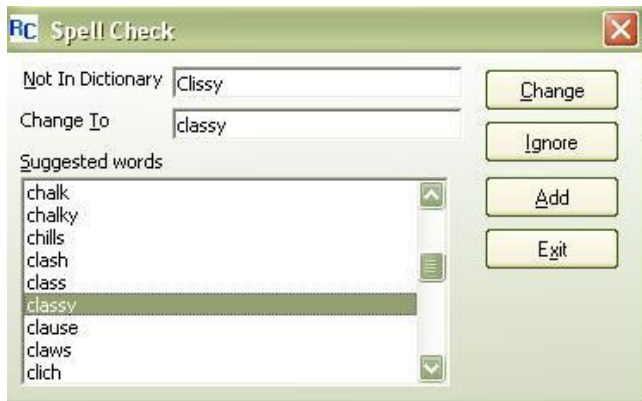 RC Spell Check
Not In Dictionary Clissy
Change To classy
Suggested words
chalk
chalky
chills
clash
class
classy
clause
claws
clich
Change
Ignore
Add
Exit